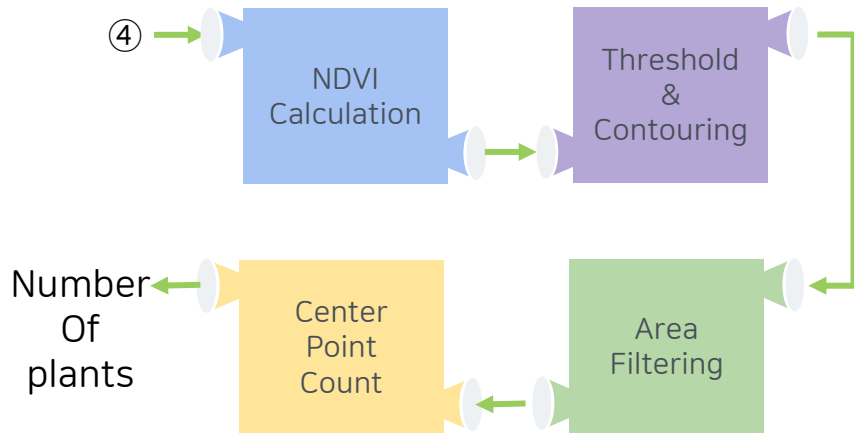 ④
NDVI
Calculation
Threshold
&
Contouring
Number
Of
plants
Center
Point
Count
Area
Filtering